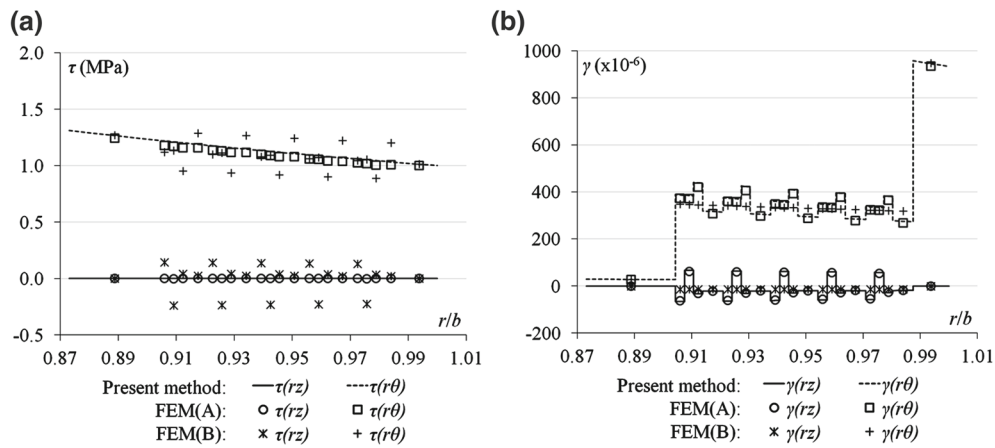 (a)
τ (MPa)
2.0
1.5
1.0
0.5
0.0
-0.5
r/b
0.87 0.89 0.91 0.93 0.95 0.97 0.99 1.01
Present method: τ(rz) τ(rθ)
FEM(A): τ(rz) τ(rθ)
FEM(B): τ(rz) τ(rθ)
(b)
γ (x10-6)
1000
800
600
400
200
0
-200
r/b
0.87 0.89 0.91 0.93 0.95 0.97 0.99 1.01
Present method: γ(rz) γ(rθ)
FEM(A): γ(rz) γ(rθ)
FEM(B): γ(rz) γ(rθ)